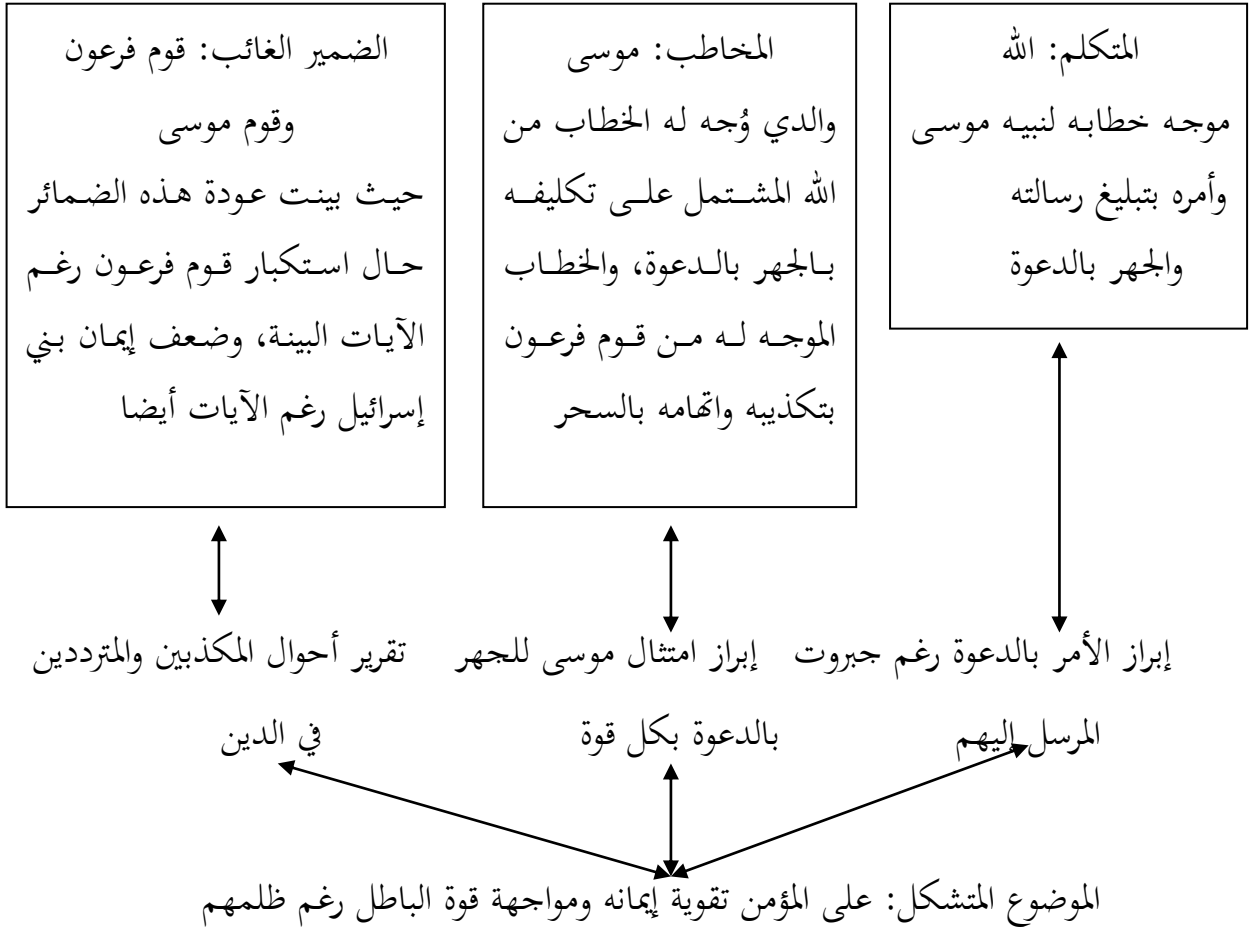 المتكلم: الله
موجه خطابه لنبيه موسى
وأمره بتبليغ رسالته
والجهر بالدعوة
المخاطب: موسى
والدي وُجه له الخطاب من
الله المشتمل على تكليفه
بالجهر بالدعوة، والخطاب
الموجه له من قوم فرعون
بتكذيبه واتهامه بالسحر
الضمير الغائب: قوم فرعون
وقوم موسى
حيث بينت عودة هذه الضمائر
حال استكبار قوم فرعون رغم
الآيات البينة، وضعف إيمان بني
إسرائيل رغم الآيات أيضا
إبراز الأمر بالدعوة رغم جبروت
المرسل إليهم
إبراز امتثال موسى للجهر
بالدعوة بكل قوة
تقرير أحوال المكذبين والمترددين
في الدين
الموضوع المتشكل: على المؤمن تقوية إيمانه ومواجهة قوة الباطل رغم ظلمهم